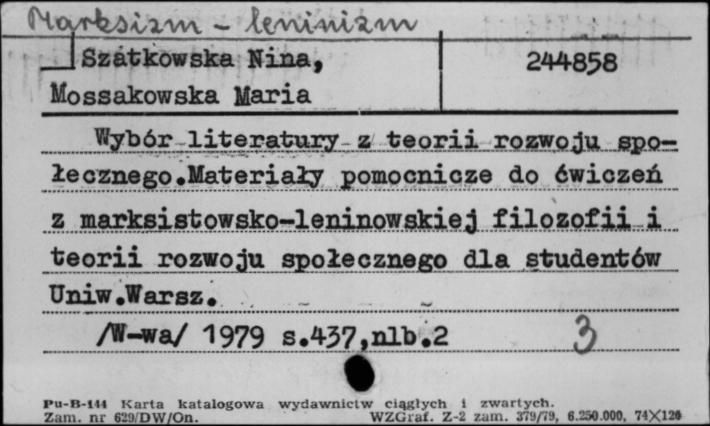 Marksizm - leninizm
Szatkowska Nina, 244858
Mossakowska Maria
Wybór literatury z teorii rozwoju spo-
łecznego.Materiały pomocnicze do ćwiczeń
z marksistowsko-leninowskiej filozofii i
teorii rozwoju społecznego dla studentów
Uniw.Warsz.
/W-wa/ 1979 s.437,nlb.2 3
Pu-B-144 Karta katalogowa wydawnictw ciągłych i zwartych.
Zam. nr 629/DW/On. WZGraf. Z-2 zam. 379/79, 6.250.000, 74×120